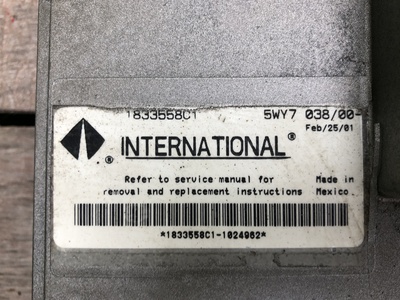 1833558C1 5WY7 038/00-
Feb/25/01
® INTERNATIONAL®
Refer to service manual for Made in
removal and replacement instructions Mexico.
*1833558C1-1024962*